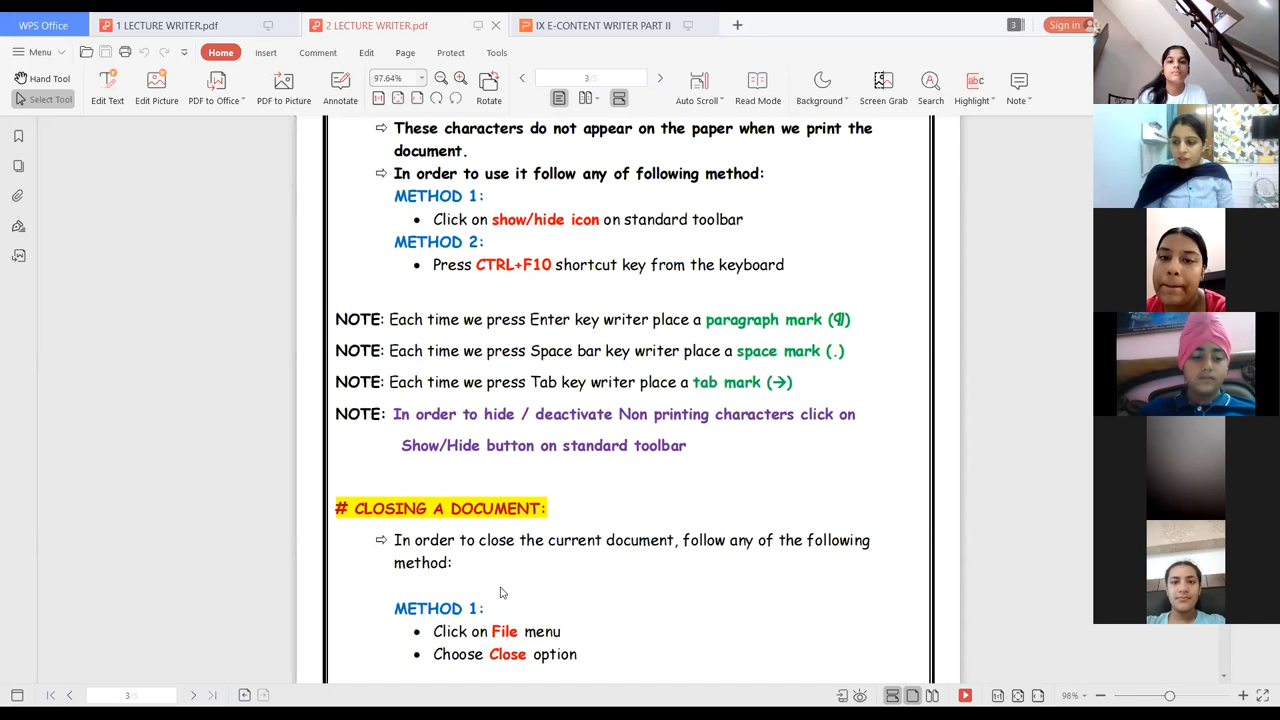 WPS Office
1 LECTURE WRITER.pdf
2 LECTURE WRITER.pdf
IX E-CONTENT WRITER PART II
3
Sign in
Menu
Home
Insert
Comment
Edit
Page
Protect
Tools
Hand Tool
Select Tool
Edit Text
Edit Picture
PDF to Office
PDF to Picture
Annotate
97.64%
Rotate
3/5
Auto Scroll
Read Mode
Background
Screen Grab
Search
Highlight
Note
⇨ These characters do not appear on the paper when we print the
document.
⇨ In order to use it follow any of following method:
METHOD 1:
• Click on show/hide icon on standard toolbar
METHOD 2:
• Press CTRL+F10 shortcut key from the keyboard
NOTE: Each time we press Enter key writer place a paragraph mark (¶)
NOTE: Each time we press Space bar key writer place a space mark (.)
NOTE: Each time we press Tab key writer place a tab mark (→)
NOTE: In order to hide / deactivate Non printing characters click on
Show/Hide button on standard toolbar
# CLOSING A DOCUMENT:
⇨ In order to close the current document, follow any of the following
method:
METHOD 1:
• Click on File menu
• Choose Close option
3/5
98%